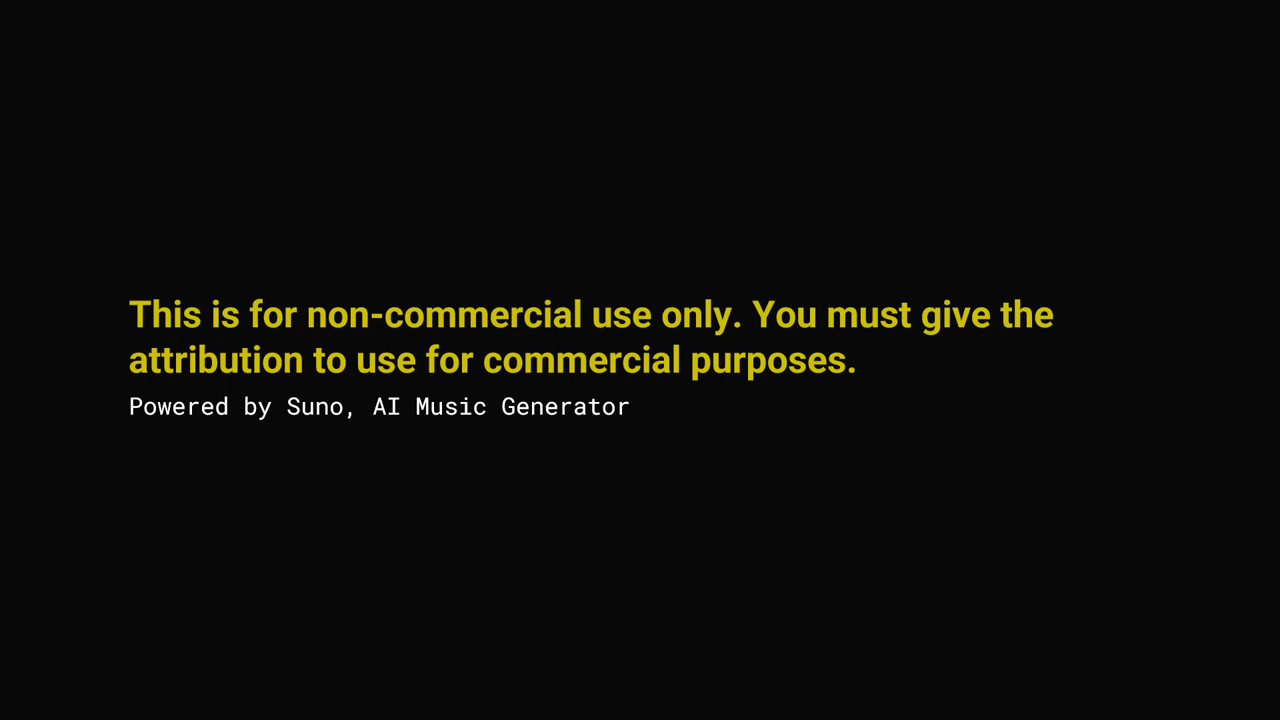 This is for non-commercial use only. You must give the
attribution to use for commercial purposes.
Powered by Suno, AI Music Generator